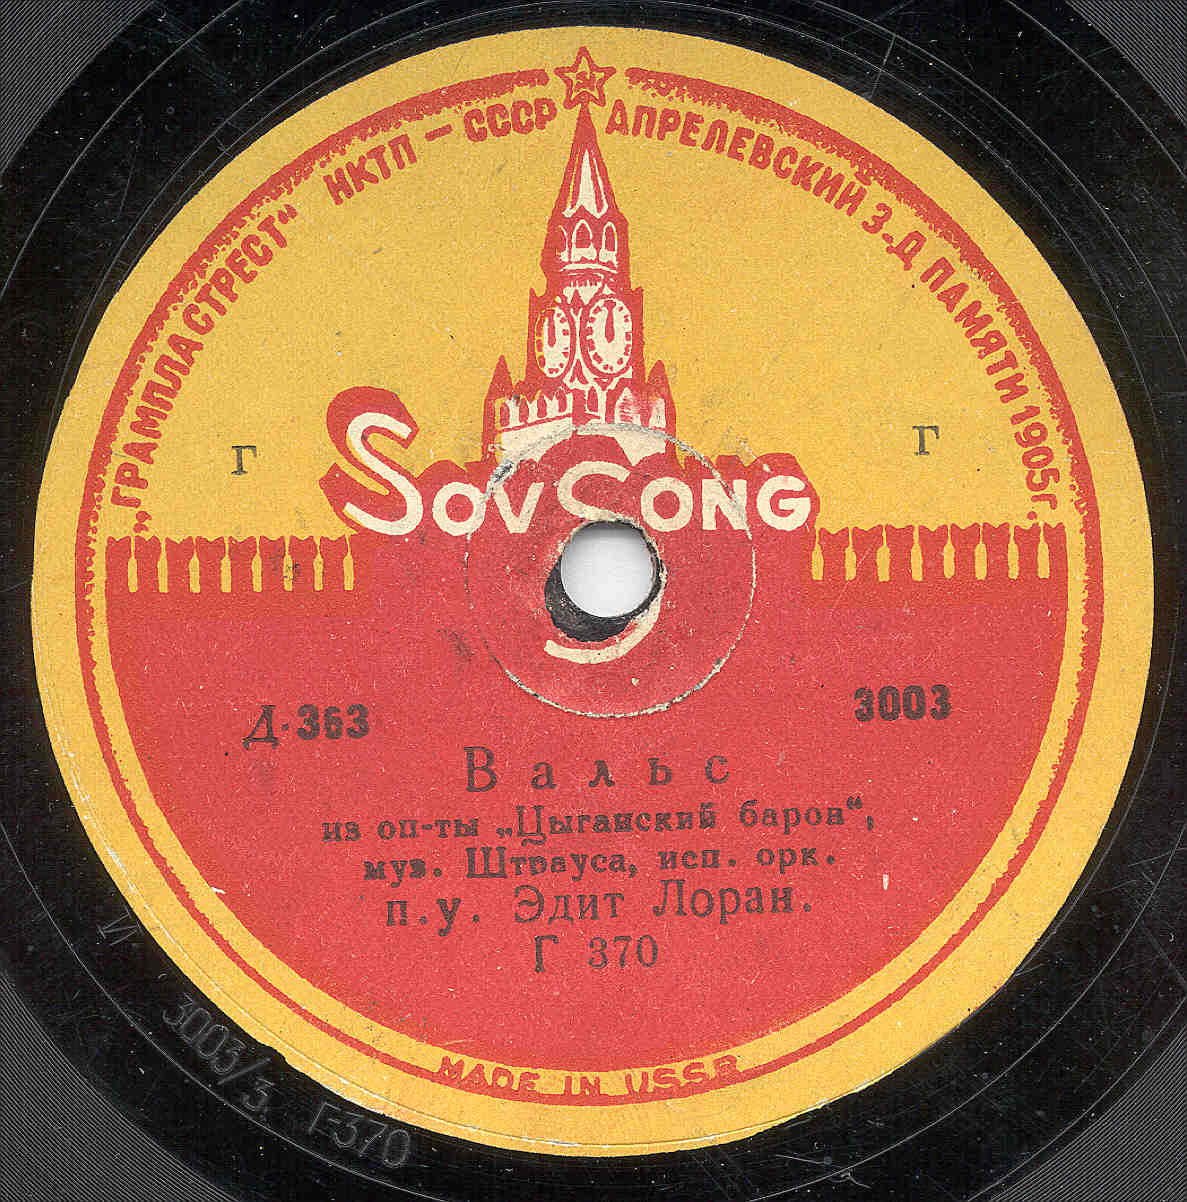 „ГРАМПЛАСТРЕСТ“ НКТП – СССР АПРЕЛЕВСКИЙ З-Д ПАМЯТИ 1905 г.
Г Г
SovSong
Д-363 3003
Вальс
из оп-ты „Цыганский барон“,
муз. Штрауса, исп. орк.
п.у. Эдит Лоран.
Г 370
MADE IN USSR
И 3003/3. Г-370